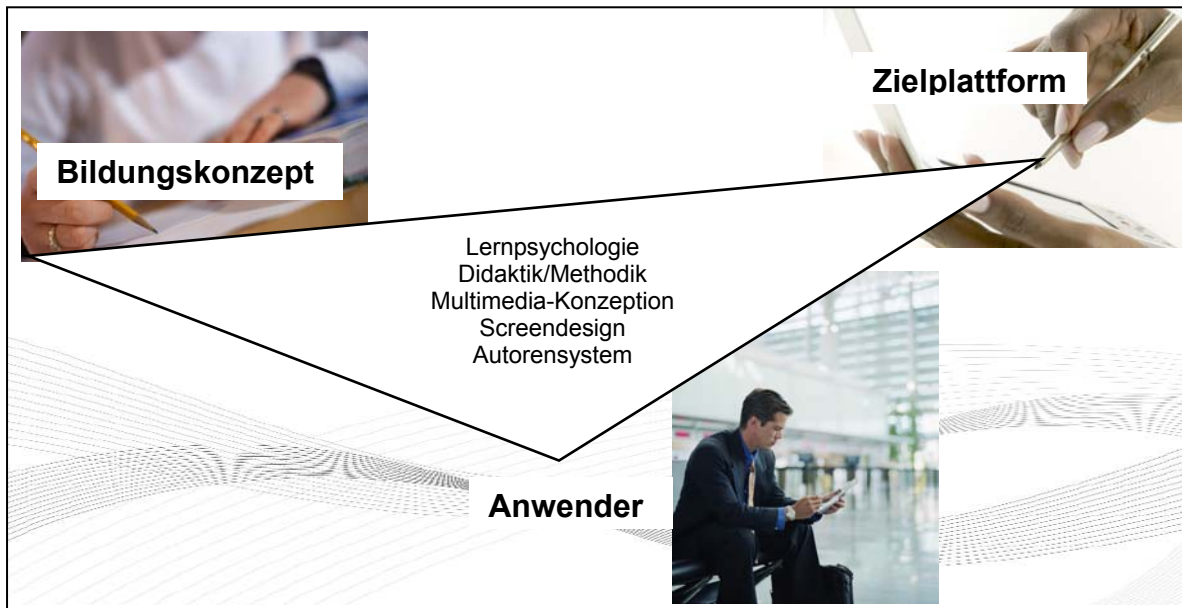 Zielplattform
Bildungskonzept
Lernpsychologie
Didaktik/Methodik
Multimedia-Konzeption
Screendesign
Autorensystem
Anwender